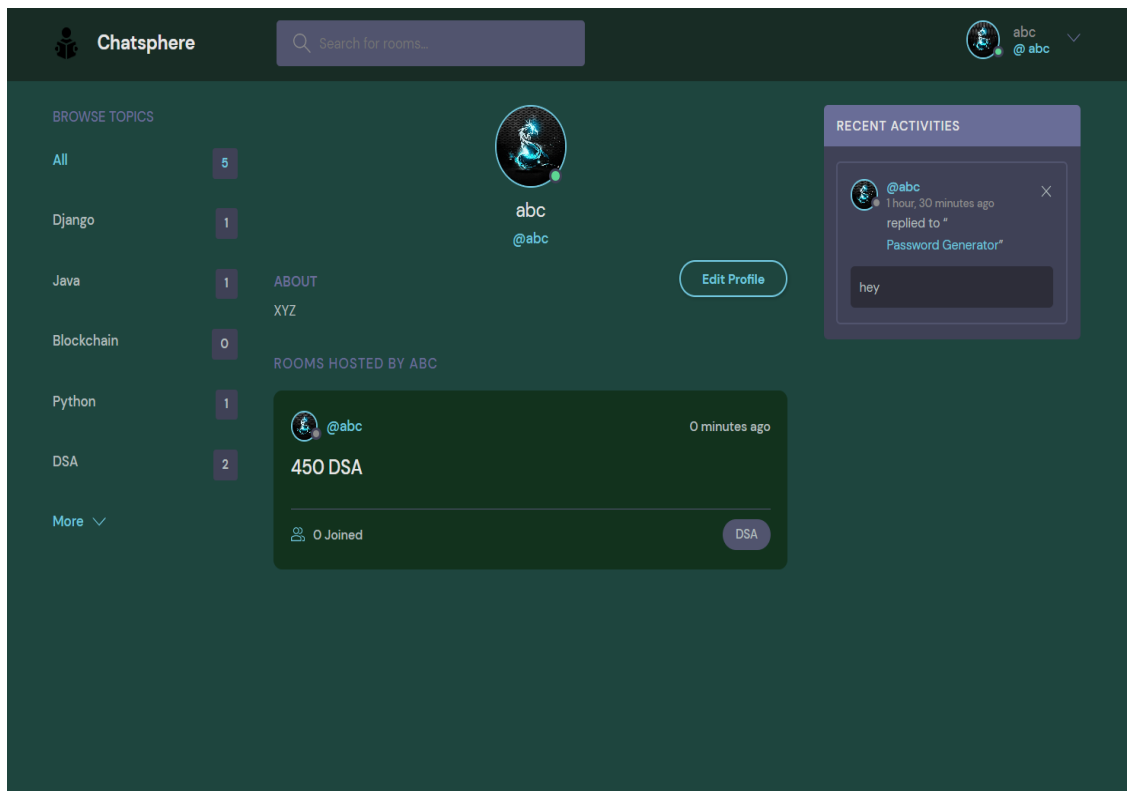 Chatsphere
Search for rooms...
abc
@ abc
BROWSE TOPICS
All 5
Django 1
Java 1
Blockchain 0
Python 1
DSA 2
More
abc
@abc
ABOUT
Edit Profile
XYZ
ROOMS HOSTED BY ABC
@abc 0 minutes ago
450 DSA
0 Joined DSA
RECENT ACTIVITIES
@abc
1 hour, 30 minutes ago
replied to “
Password Generator”
hey